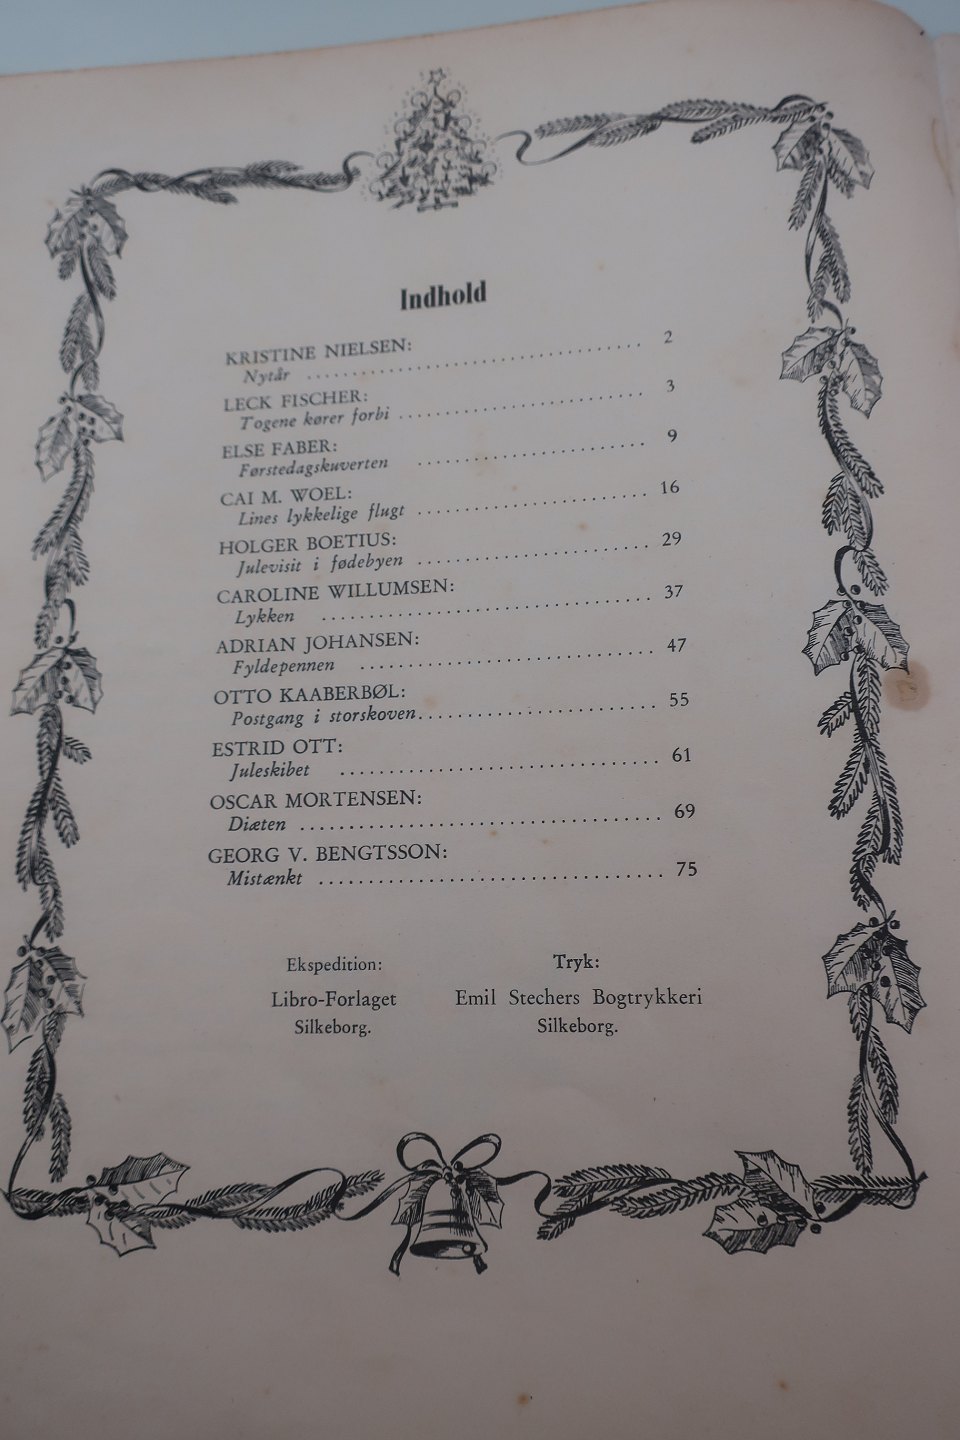 Indhold
KRISTINE NIELSEN:
Nytår ........................................ 2
LECK FISCHER:
Togene kører forbi ........................................ 3
ELSE FABER:
Førstedagskuverten ........................................ 9
CAI M. WOEL:
Lines lykkelige flugt ........................................ 16
HOLGER BOETIUS:
Julevisit i fødebyen ........................................ 29
CAROLINE WILLUMSEN:
Lykken ........................................ 37
ADRIAN JOHANSEN:
Fyldepennen ........................................ 47
OTTO KAABERBØL:
Postgang i storskoven ........................................ 55
ESTRID OTT:
Juleskibet ........................................ 61
OSCAR MORTENSEN:
Diæten ........................................ 69
GEORG V. BENGTSSON:
Mistænkt ........................................ 75
Ekspedition:
Libro-Forlaget
Silkeborg.
Tryk:
Emil Stechers Bogtrykkeri
Silkeborg.